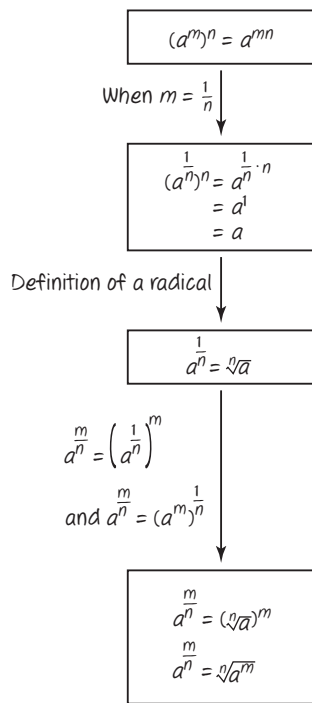 (a^m)^n = a^{mn}
When m = 1/n
(a^{1/n})^n = a^{1/n · n}
= a^1
= a
Definition of a radical
a^{1/n} = ⁿ√a
a^{m/n} = (a^{1/n})^m
and a^{m/n} = (a^m)^{1/n}
a^{m/n} = (ⁿ√a)^m
a^{m/n} = ⁿ√a^m